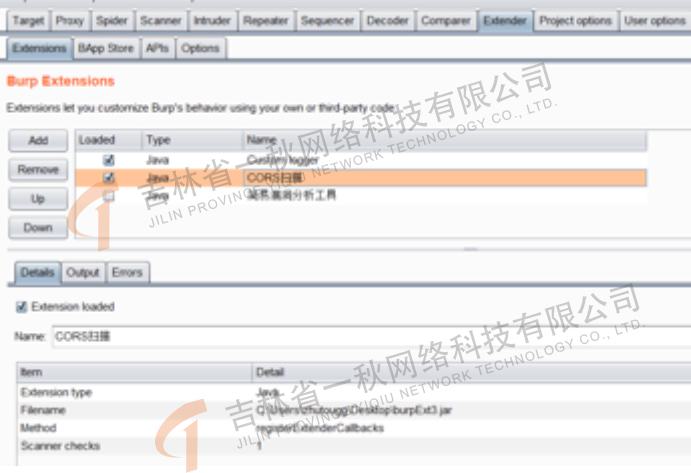 Target Proxy Spider Scanner Intruder Repeater Sequencer Decoder Comparer Extender Project options User options
Extensions BApp Store APIs Options
Burp Extensions
Extensions let you customize Burp's behavior using your own or third-party code.
Add Loaded Type Name
Java Custom logger
Remove Java CORS扫描
Up Java 简易漏洞分析工具
Down
吉林省一秋网络科技有限公司
JILIN PROVINCE YIQIU NETWORK TECHNOLOGY CO., LTD.
Details Output Errors
Extension loaded
Name: CORS扫描
Item Detail
Extension type Java
Filename C:\Users\zhutougg\Desktop\burpExt3.jar
Method registerExtenderCallbacks
Scanner checks 1
吉林省一秋网络科技有限公司
JILIN PROVINCE YIQIU NETWORK TECHNOLOGY CO., LTD.